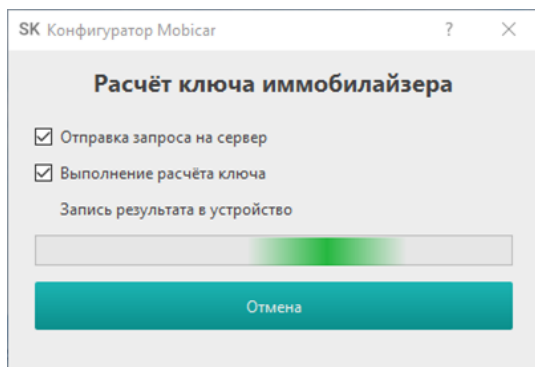 SK Конфигуратор Mobicar ?
Расчёт ключа иммобилайзера
Отправка запроса на сервер
Выполнение расчёта ключа
Запись результата в устройство
Отмена